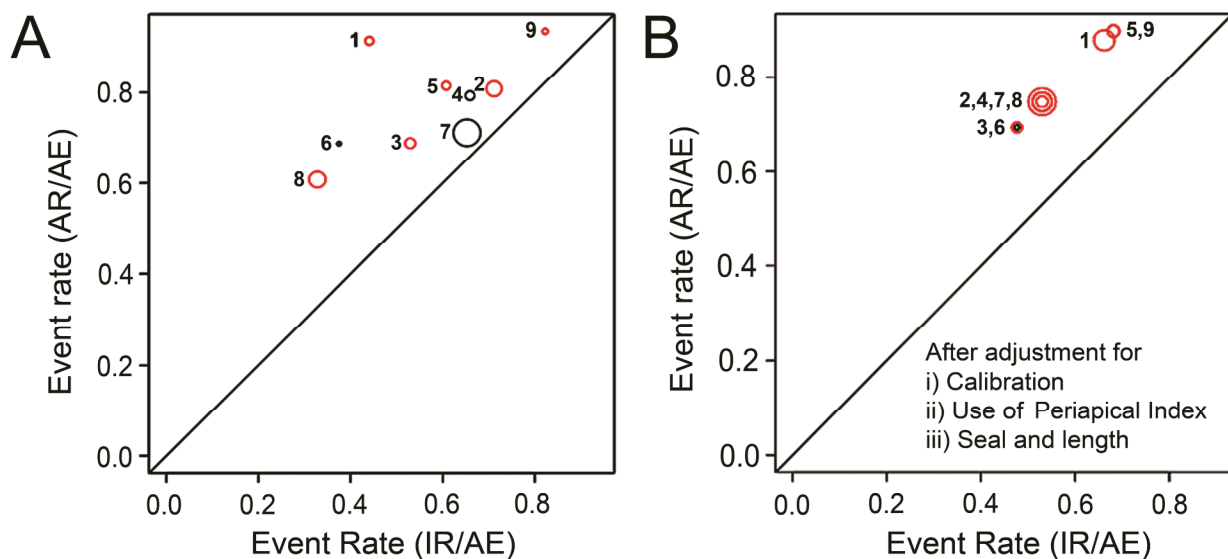 A
Event rate (AR/AE)
0.8
0.6
0.4
0.2
0.0
1
9
5
4
2
7
6
3
8
0.0 0.2 0.4 0.6 0.8
Event Rate (IR/AE)
B
Event rate (AR/AE)
0.8
0.6
0.4
0.2
0.0
1
5,9
2,4,7,8
3,6
After adjustment for
i) Calibration
ii) Use of Periapical Index
iii) Seal and length
0.0 0.2 0.4 0.6 0.8
Event Rate (IR/AE)